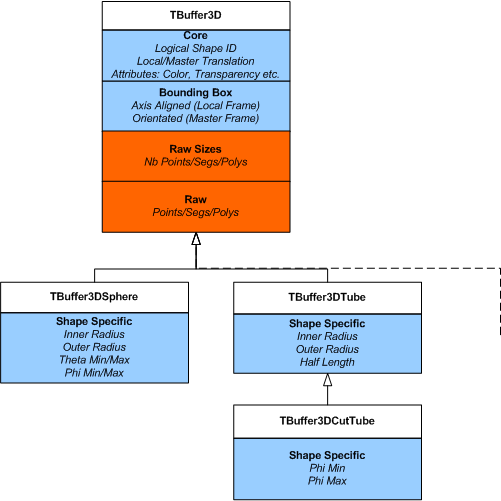 TBuffer3D
Core
Logical Shape ID
Local/Master Translation
Attributes: Color, Transparency etc.
Bounding Box
Axis Aligned (Local Frame)
Orientated (Master Frame)
Raw Sizes
Nb Points/Segs/Polys
Raw
Points/Segs/Polys
TBuffer3DSphere
Shape Specific
Inner Radius
Outer Radius
Theta Min/Max
Phi Min/Max
TBuffer3DTube
Shape Specific
Inner Radius
Outer Radius
Half Length
TBuffer3DCutTube
Shape Specific
Phi Min
Phi Max